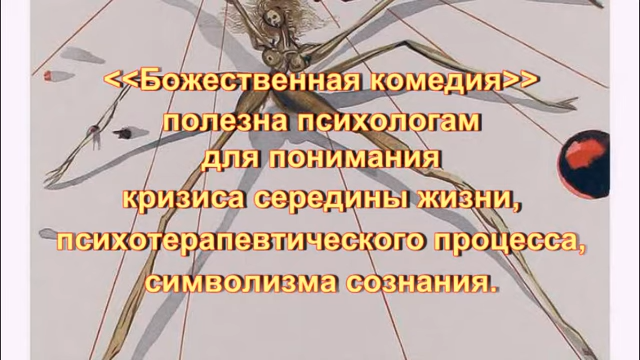 <<Божественная комедия>>
полезна психологам
для понимания
кризиса середины жизни,
психотерапевтического процесса,
символизма сознания.